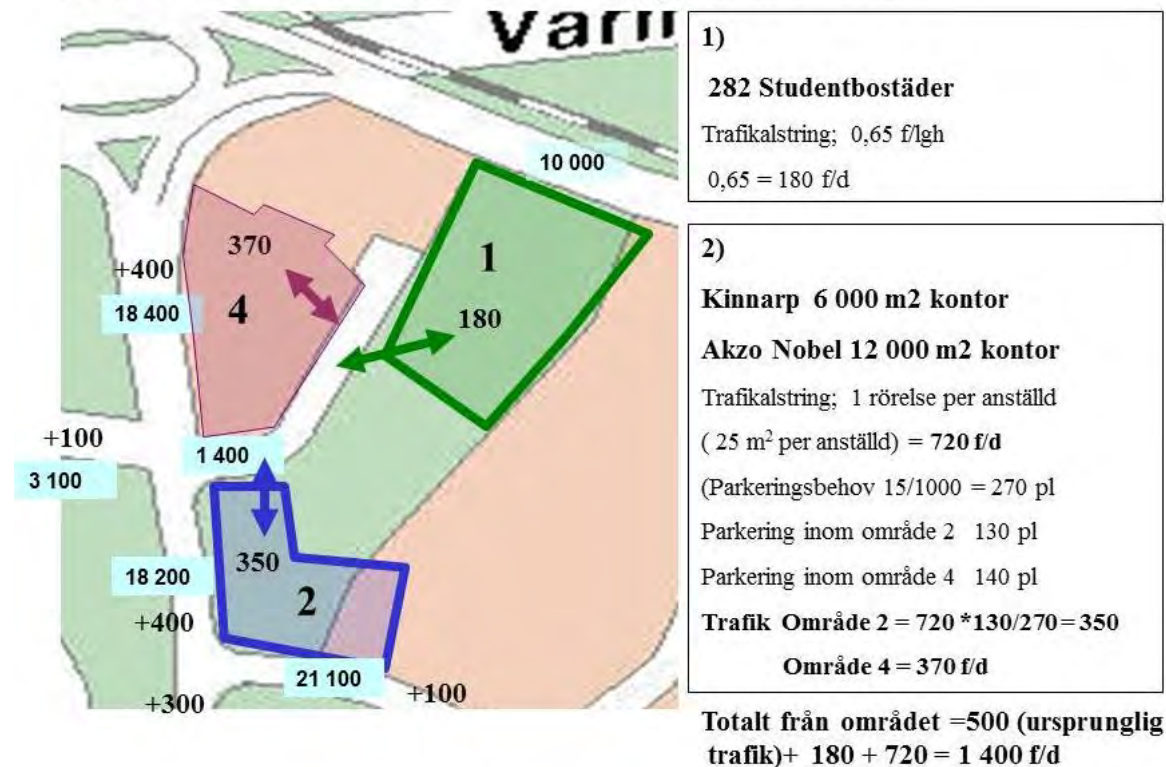 Värm
10 000
1
370
+400
18 400
4
180
+100
1 400
3 100
350
18 200
2
+400
21 100
+100
+300
1)
282 Studentbostäder
Trafikalstring; 0,65 f/lgh
0,65 = 180 f/d
2)
Kinnarp 6 000 m2 kontor
Akzo Nobel 12 000 m2 kontor
Trafikalstring; 1 rörelse per anställd
( 25 m² per anställd) = 720 f/d
(Parkeringsbehov 15/1000 = 270 pl
Parkering inom område 2 130 pl
Parkering inom område 4 140 pl
Trafik Område 2 = 720 *130/270= 350
Område 4 = 370 f/d
Totalt från området =500 (ursprunglig
trafik)+ 180 + 720 = 1 400 f/d